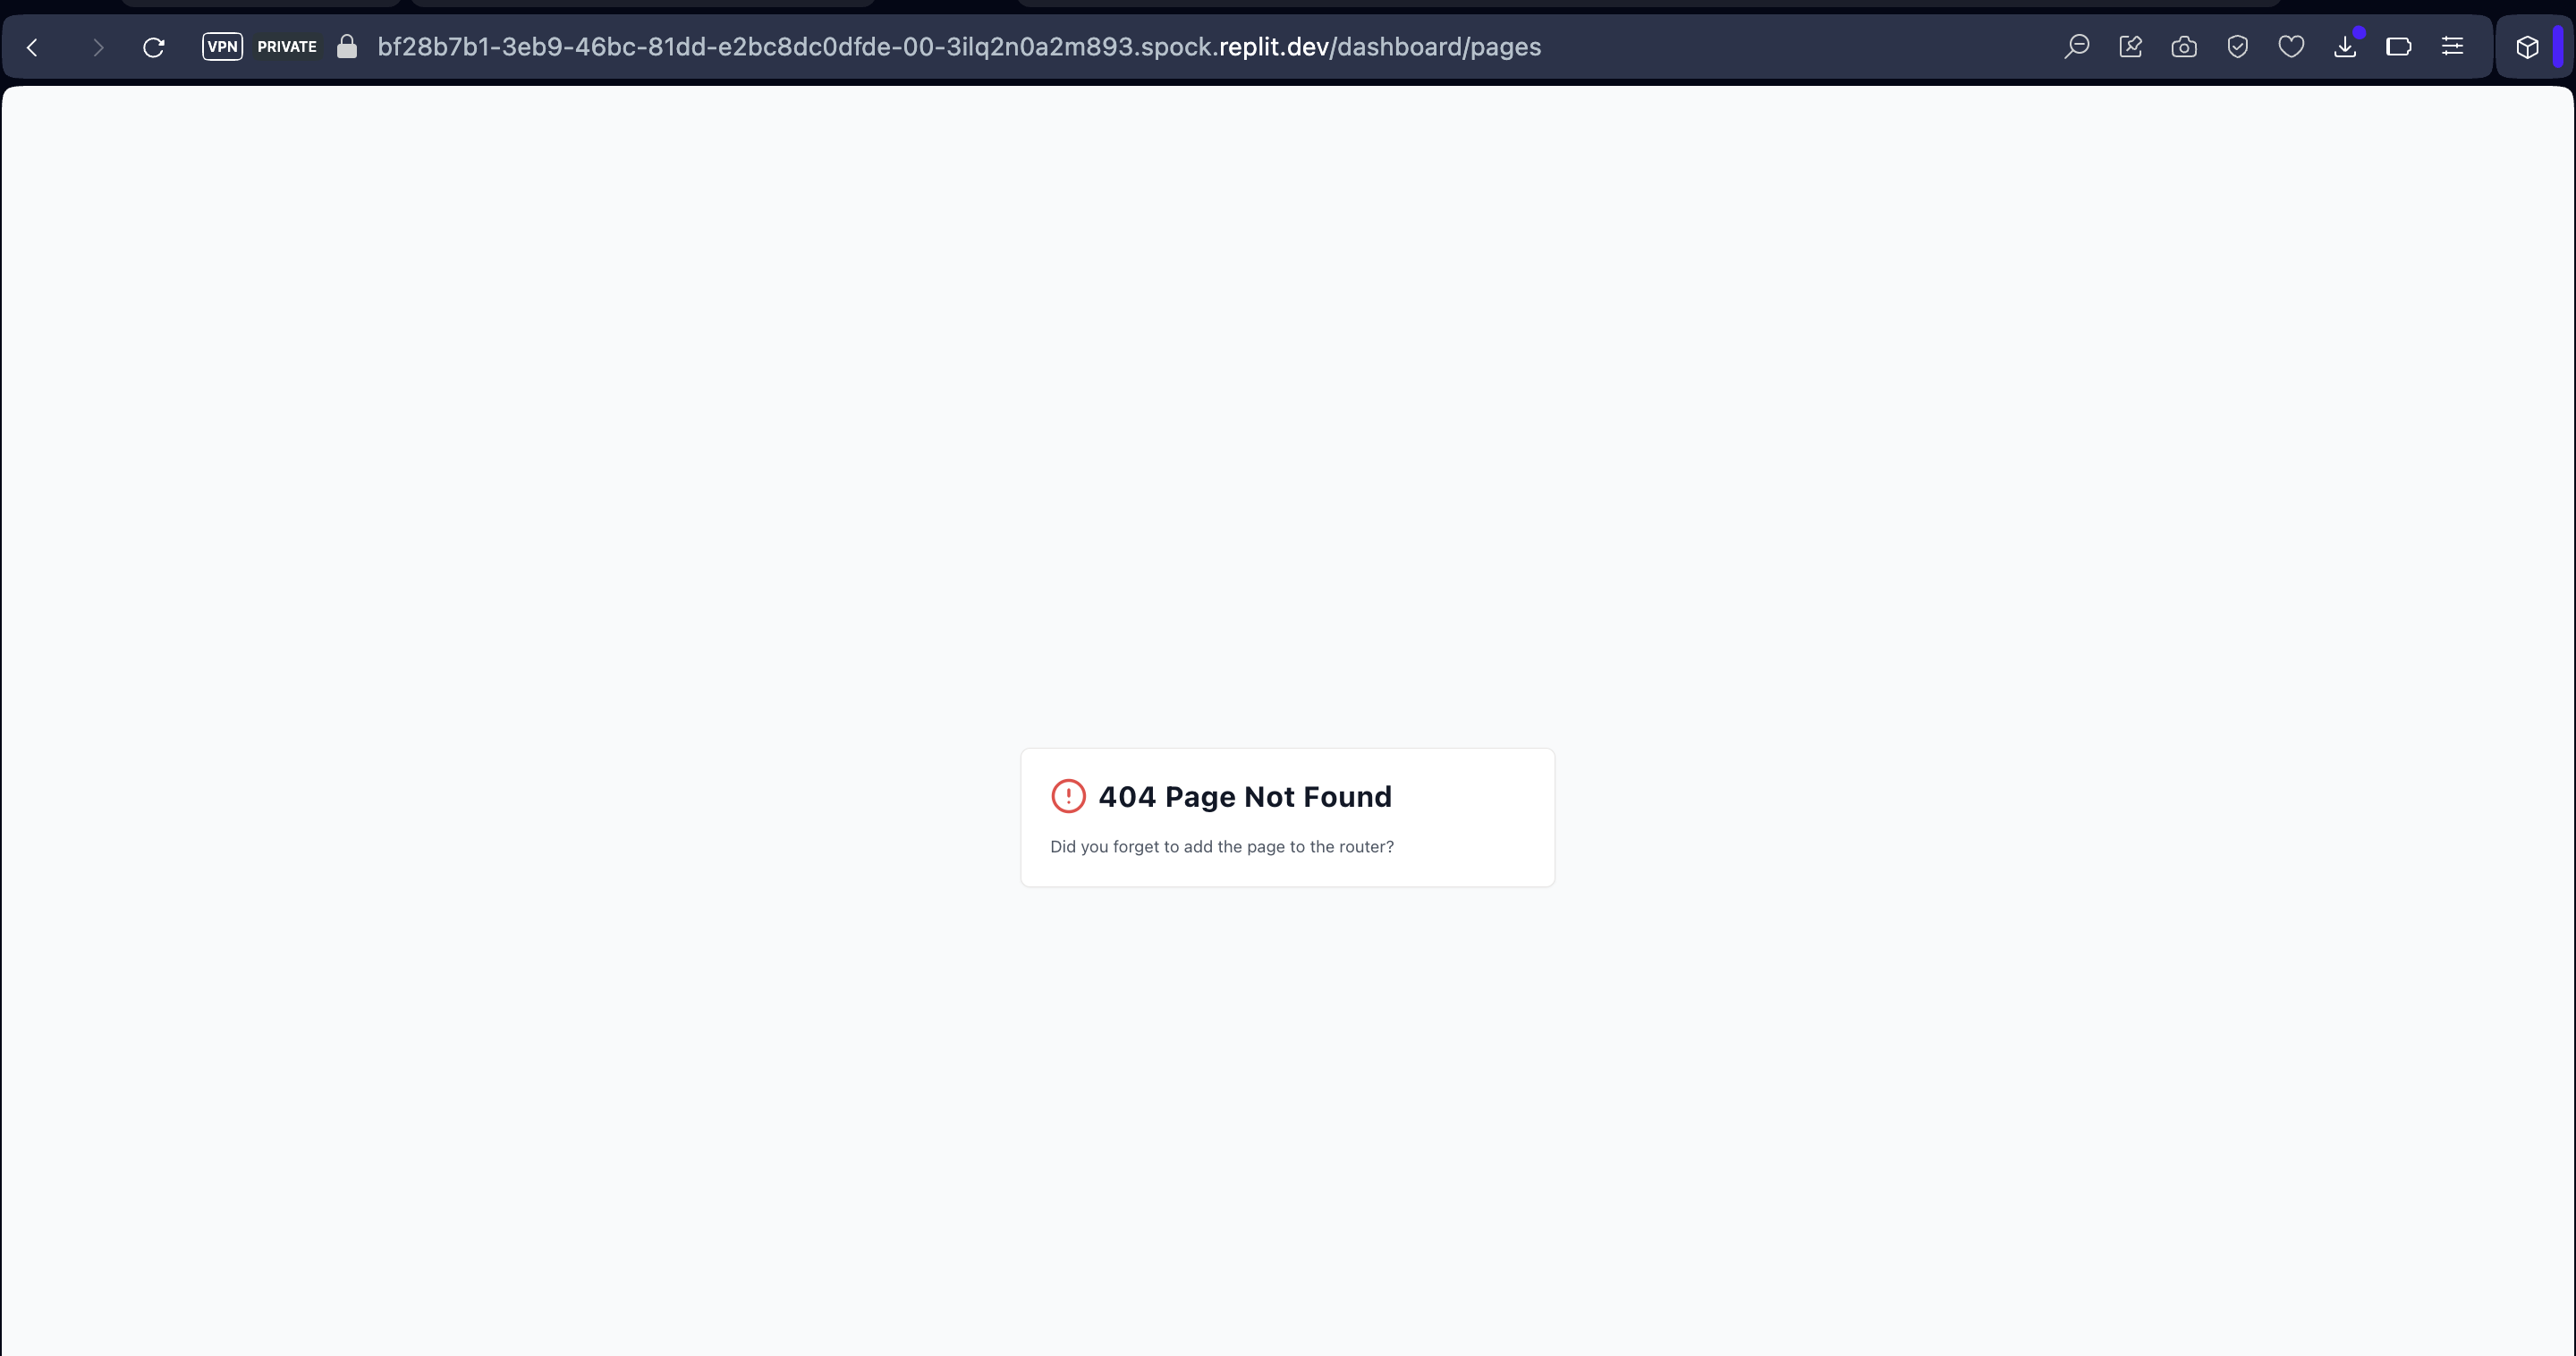 VPN PRIVATE bf28b7b1-3eb9-46bc-81dd-e2bc8dc0dfde-00-3ilq2n0a2m893.spock.replit.dev/dashboard/pages
404 Page Not Found
Did you forget to add the page to the router?